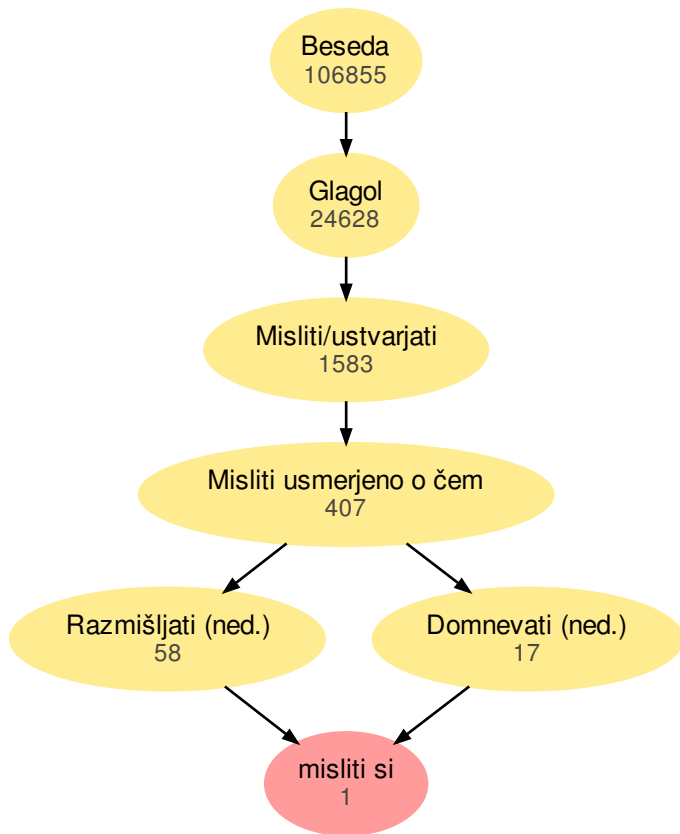 Beseda
106855
Glagol
24628
Misliti/ustvarjati
1583
Misliti usmerjeno o čem
407
Razmišljati (ned.)
58
Domnevati (ned.)
17
misliti si
1